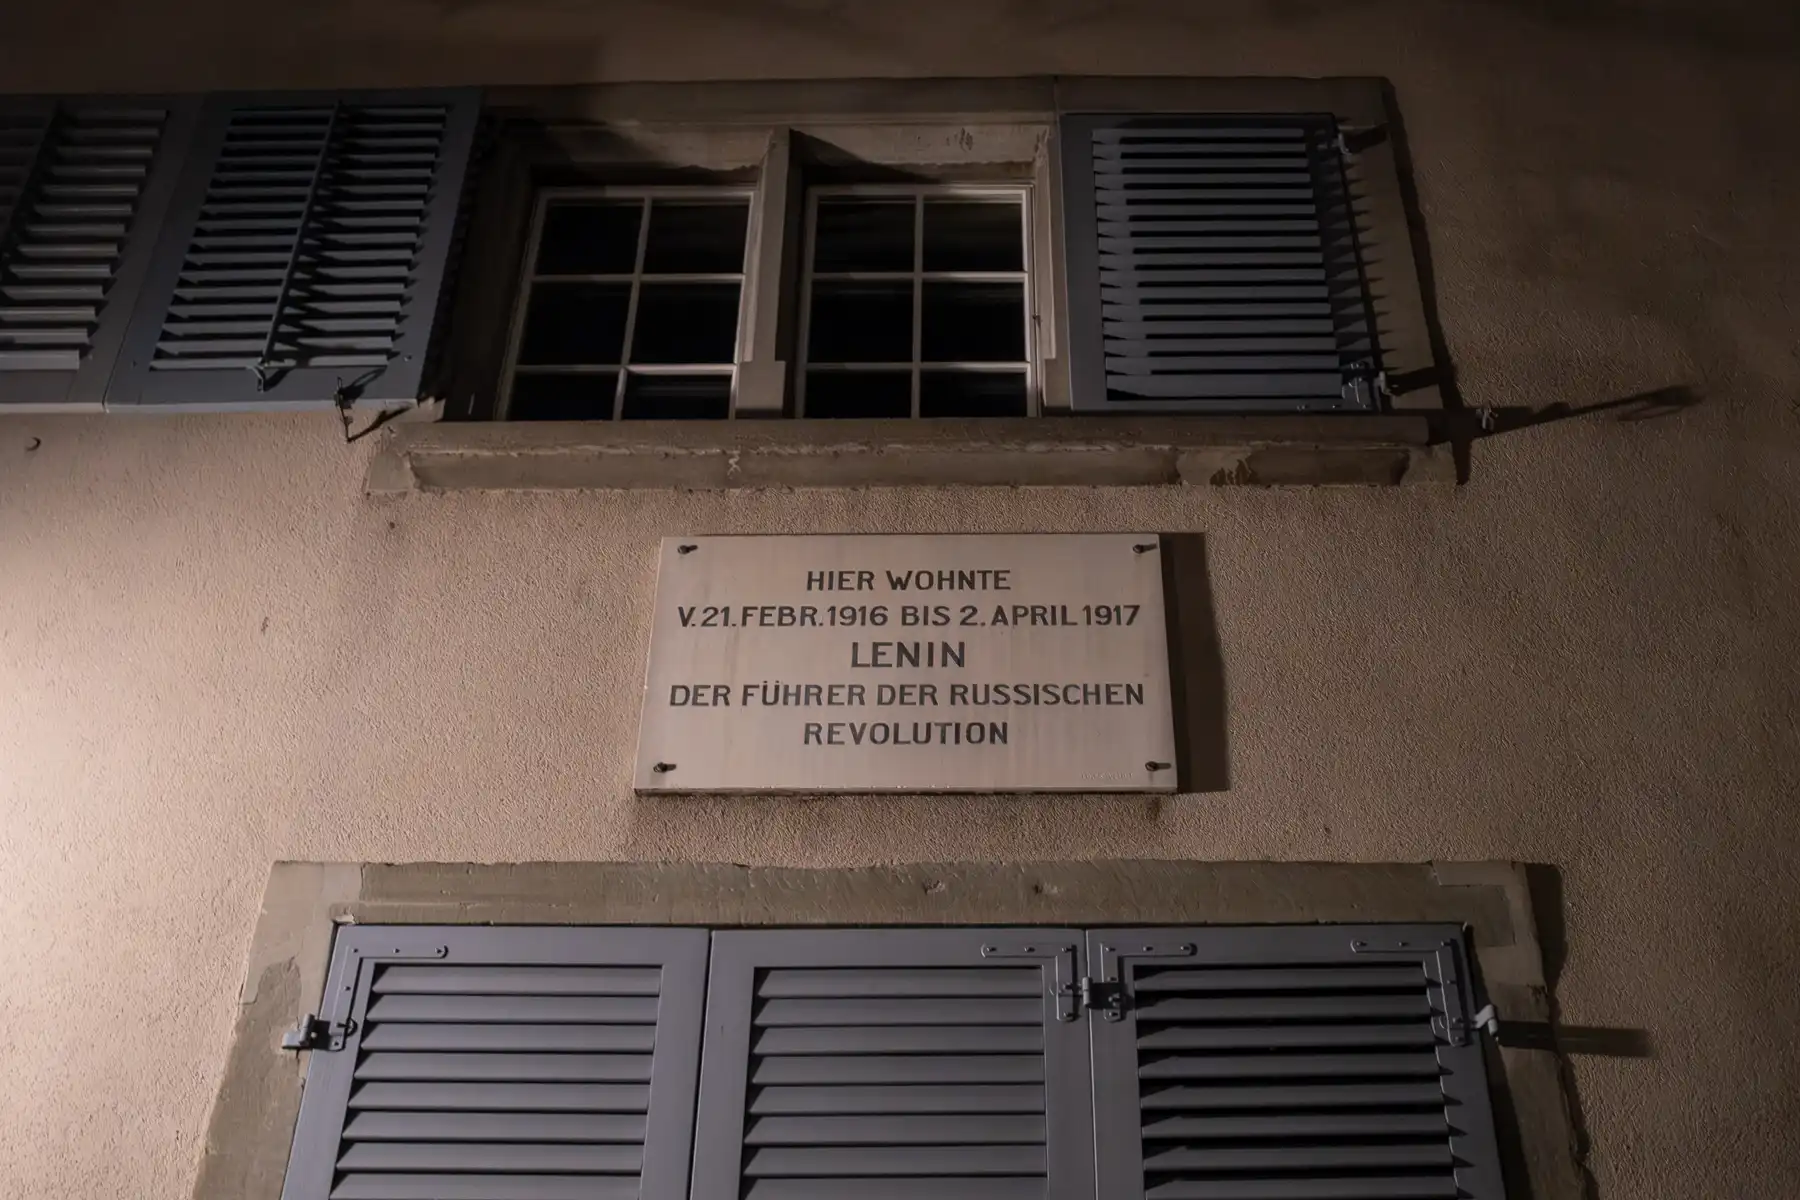 HIER WOHNTE
V. 21. FEBR. 1916 BIS 2. APRIL 1917
LENIN
DER FÜHRER DER RUSSISCHEN
REVOLUTION